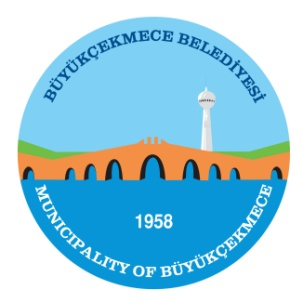 BÜYÜKÇEKMECE BELEDİYESİ
1958
MUNICIPALITY OF BÜYÜKÇEKMECE